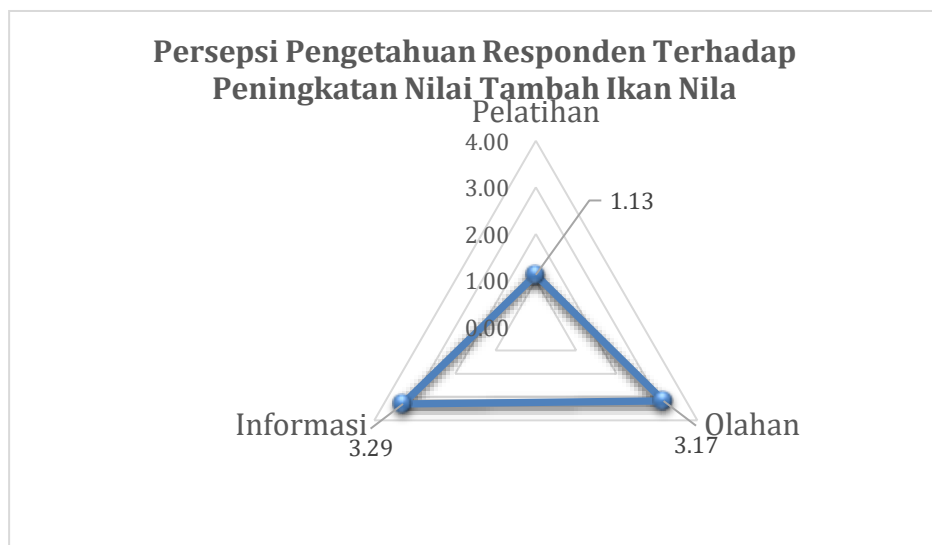 Persepsi Pengetahuan Responden Terhadap
Peningkatan Nilai Tambah Ikan Nila
Pelatihan
4.00
3.00
2.00
1.00
0.00
1.13
Informasi
3.29
Olahan
3.17